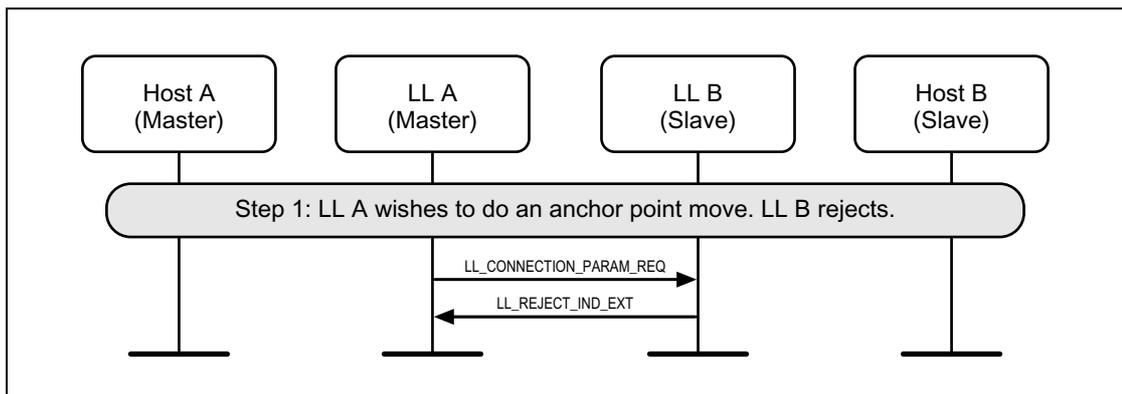 Host A
(Master)
LL A
(Master)
LL B
(Slave)
Host B
(Slave)
Step 1: LL A wishes to do an anchor point move. LL B rejects.
LL_CONNECTION_PARAM_REQ
LL_REJECT_IND_EXT